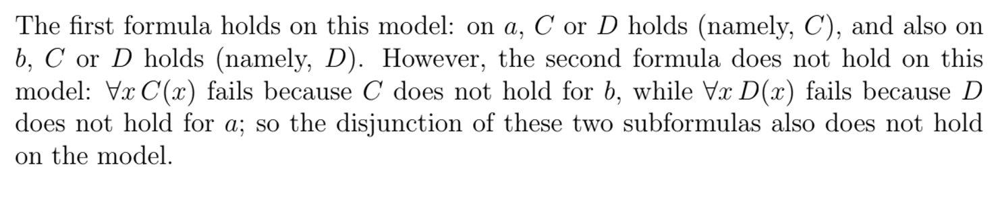 The first formula holds on this model: on a, C or D holds (namely, C), and also on
b, C or D holds (namely, D). However, the second formula does not hold on this
model: ∀x C(x) fails because C does not hold for b, while ∀x D(x) fails because D
does not hold for a; so the disjunction of these two subformulas also does not hold
on the model.